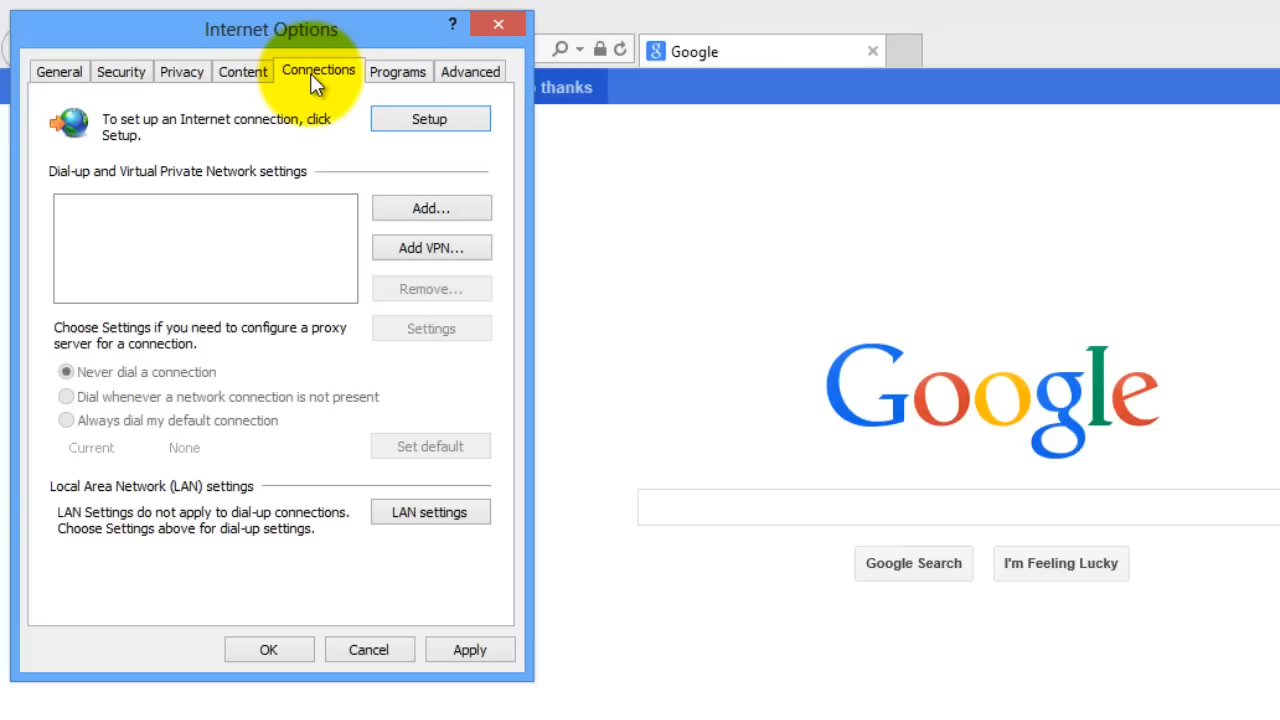 Internet Options
?
General Security Privacy Content Connections Programs Advanced
To set up an Internet connection, click
Setup.
Setup
Dial-up and Virtual Private Network settings
Add...
Add VPN...
Remove...
Choose Settings if you need to configure a proxy
server for a connection.
Settings
Never dial a connection
Dial whenever a network connection is not present
Always dial my default connection
Current None
Set default
Local Area Network (LAN) settings
LAN Settings do not apply to dial-up connections.
Choose Settings above for dial-up settings.
LAN settings
OK Cancel Apply
8 Google
thanks
Google
Google Search I'm Feeling Lucky